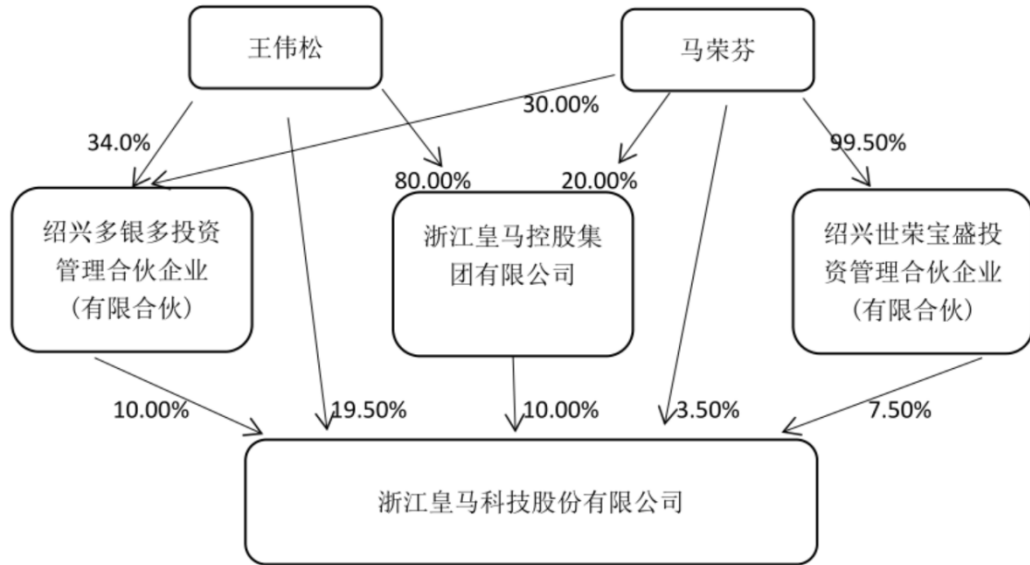 王伟松
马荣芬
30.00%
34.0%
99.50%
80.00%
20.00%
绍兴多银多投资
管理合伙企业
(有限合伙)
浙江皇马控股集
团有限公司
绍兴世荣宝盛投
资管理合伙企业
(有限合伙)
10.00%
19.50%
10.00%
3.50%
7.50%
浙江皇马科技股份有限公司